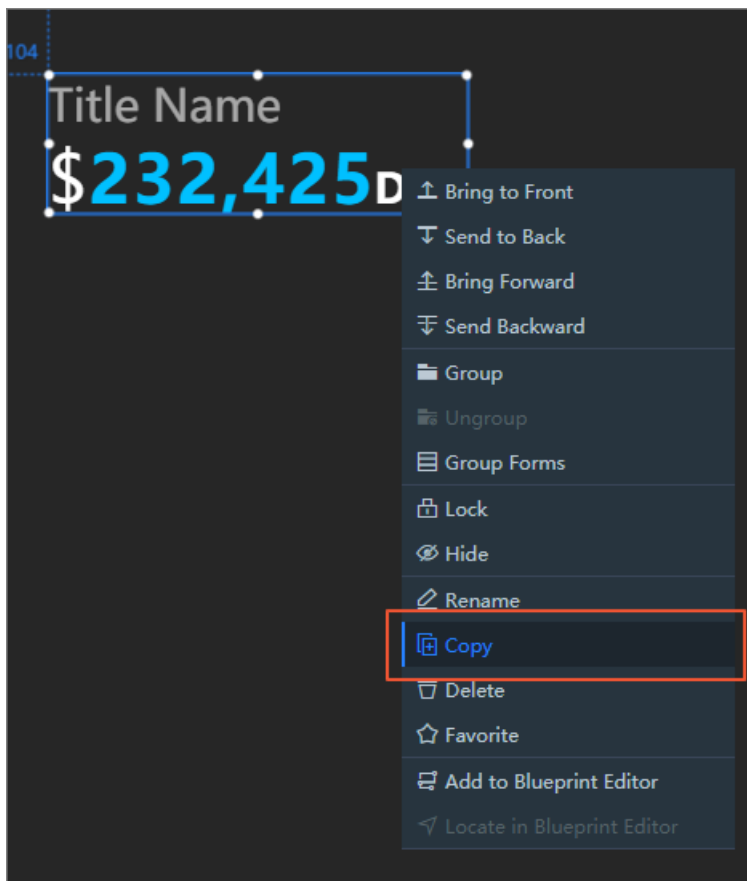 104
Title Name
$232,425
Bring to Front
Send to Back
Bring Forward
Send Backward
Group
Ungroup
Group Forms
Lock
Hide
Rename
Copy
Delete
Favorite
Add to Blueprint Editor
Locate in Blueprint Editor